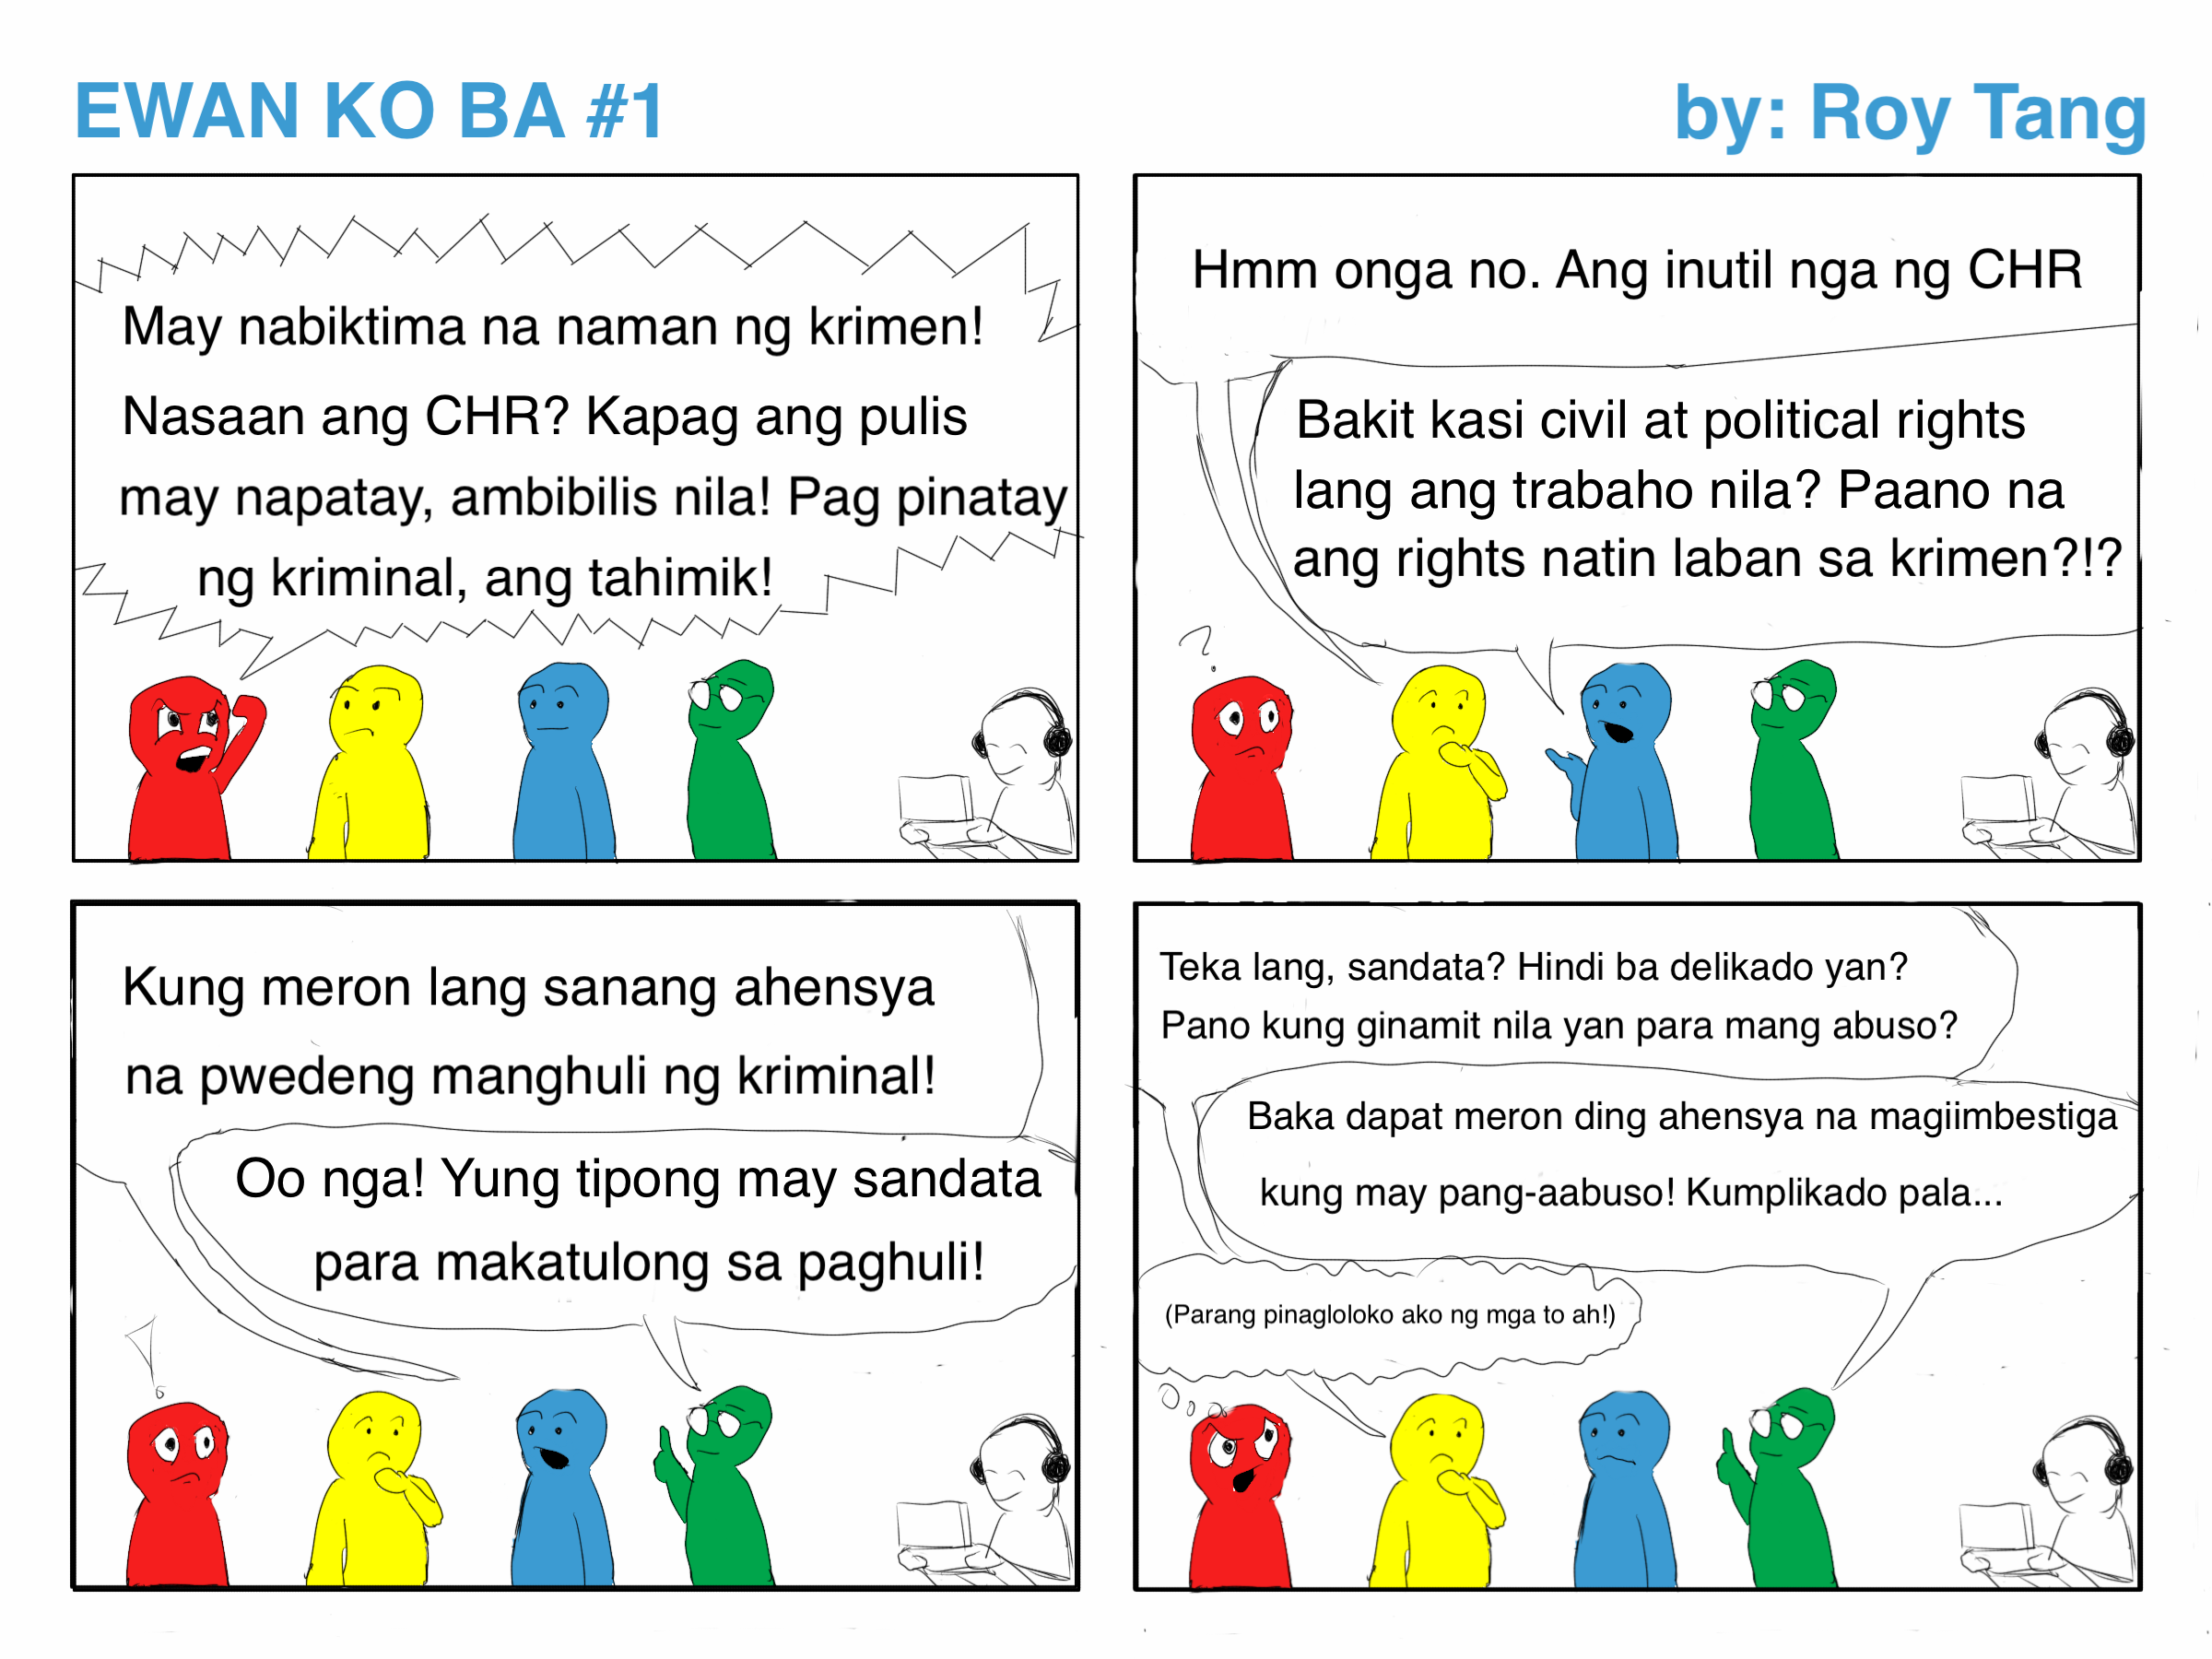 EWAN KO BA #1
by: Roy Tang
May nabiktima na naman ng krimen!
Nasaan ang CHR? Kapag ang pulis
may napatay, ambibilis nila! Pag pinatay
ng kriminal, ang tahimik!
Hmm onga no. Ang inutil nga ng CHR
Bakit kasi civil at political rights
lang ang trabaho nila? Paano na
ang rights natin laban sa krimen?!?
?
Kung meron lang sanang ahensya
na pwedeng manghuli ng kriminal!
Oo nga! Yung tipong may sandata
para makatulong sa paghuli!
!
Teka lang, sandata? Hindi ba delikado yan?
Pano kung ginamit nila yan para mang abuso?
Baka dapat meron ding ahensya na magiimbestiga
kung may pang-aabuso! Kumplikado pala...
(Parang pinagloloko ako ng mga to ah!)